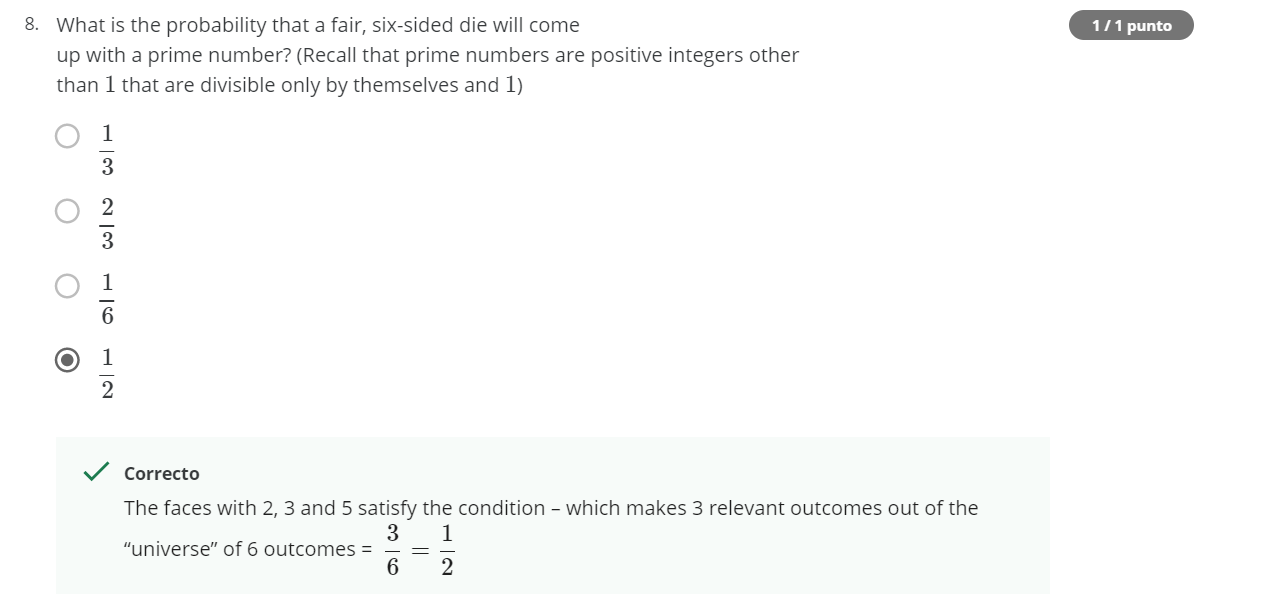 8. What is the probability that a fair, six-sided die will come
1 / 1 punto
up with a prime number? (Recall that prime numbers are positive integers other
than 1 that are divisible only by themselves and 1)
1/3
2/3
1/6
1/2
Correcto
The faces with 2, 3 and 5 satisfy the condition – which makes 3 relevant outcomes out of the
“universe” of 6 outcomes = 3/6 = 1/2